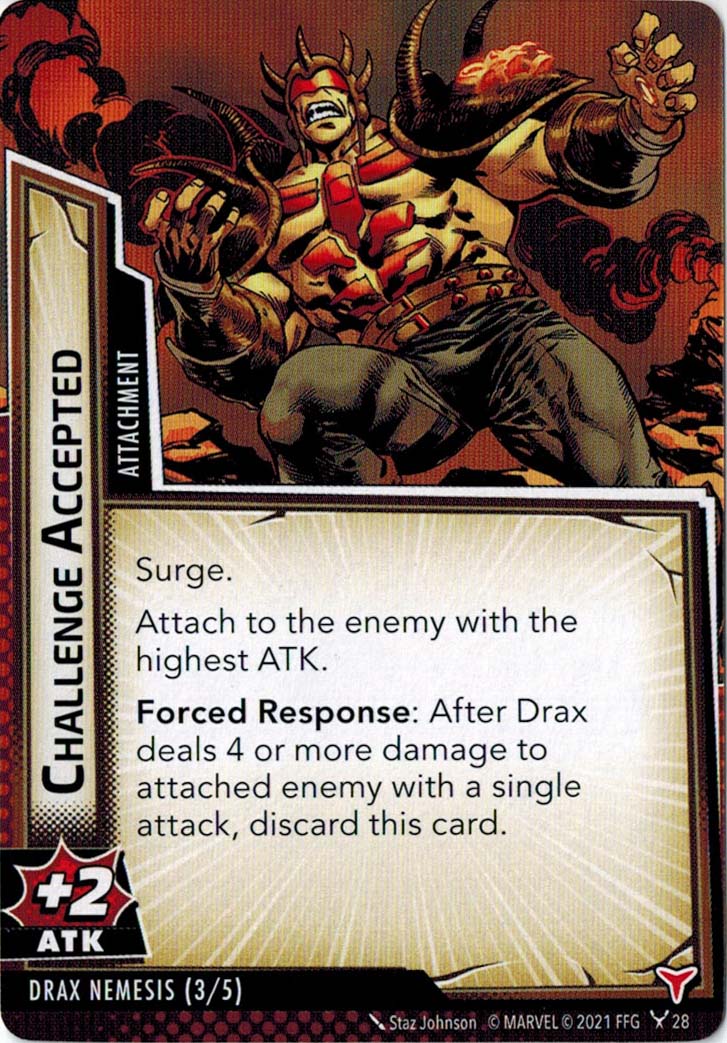 CHALLENGE ACCEPTED
ATTACHMENT
Surge.
Attach to the enemy with the
highest ATK.
Forced Response: After Drax
deals 4 or more damage to
attached enemy with a single
attack, discard this card.
+2
ATK
DRAX NEMESIS (3/5)
Staz Johnson © MARVEL © 2021 FFG 28